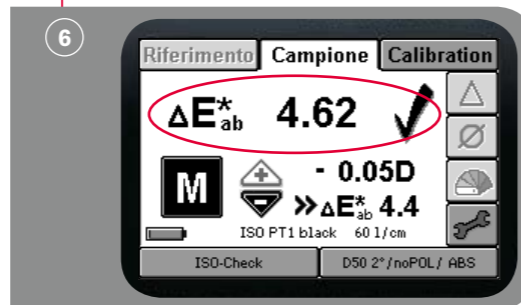 6
Riferimento Campione Calibration
ΔE*ab 4.62
M - 0.05D
»ΔE*ab 4.4
ISO PT1 black 60 l/cm
ISO-Check D50 2°/noPOL/ ABS